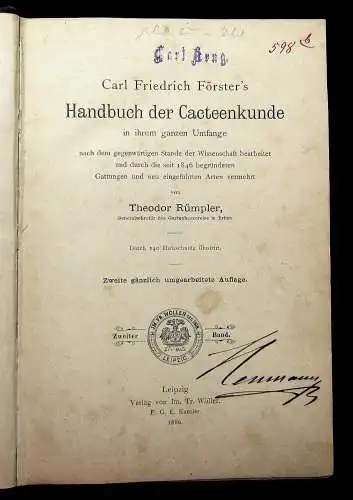 598 b
Carl
Carl Friedrich Förster's
Handbuch der Cacteenkunde
in ihrem ganzen Umfange
nach dem gegenwärtigen Stande der Wissenschaft bearbeitet
und durch die seit 1846 begründeten
Gattungen und neu eingeführten Arten vermehrt
von
Theodor Rümpler,
Generalsekretär des Gartenbauvereins in Erfurt.
Durch 140 Holzschnitte illustrirt.
Zweite gänzlich umgearbeitete Auflage.
Zweiter
Band.
LEIPZIG
Leipzig
Verlag von Im. Tr. Wöller.
1886.